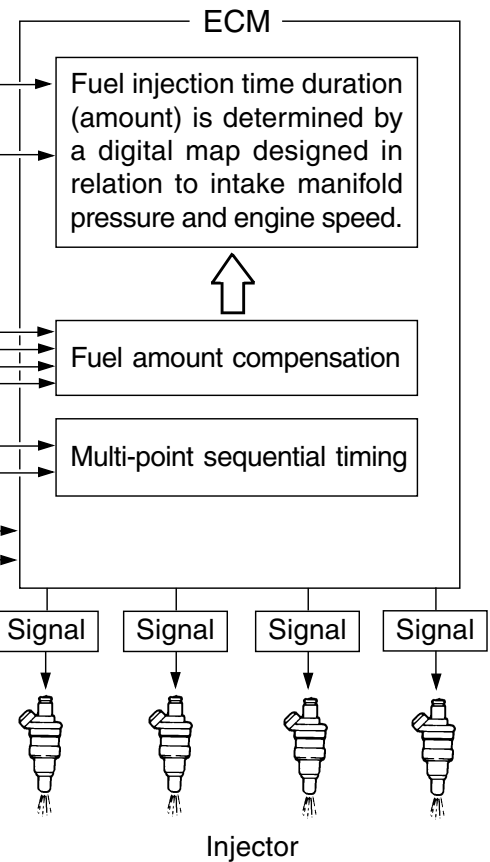 ECM
Fuel injection time duration
(amount) is determined by
a digital map designed in
relation to intake manifold
pressure and engine speed.
Fuel amount compensation
Multi-point sequential timing
Signal Signal Signal Signal
Injector